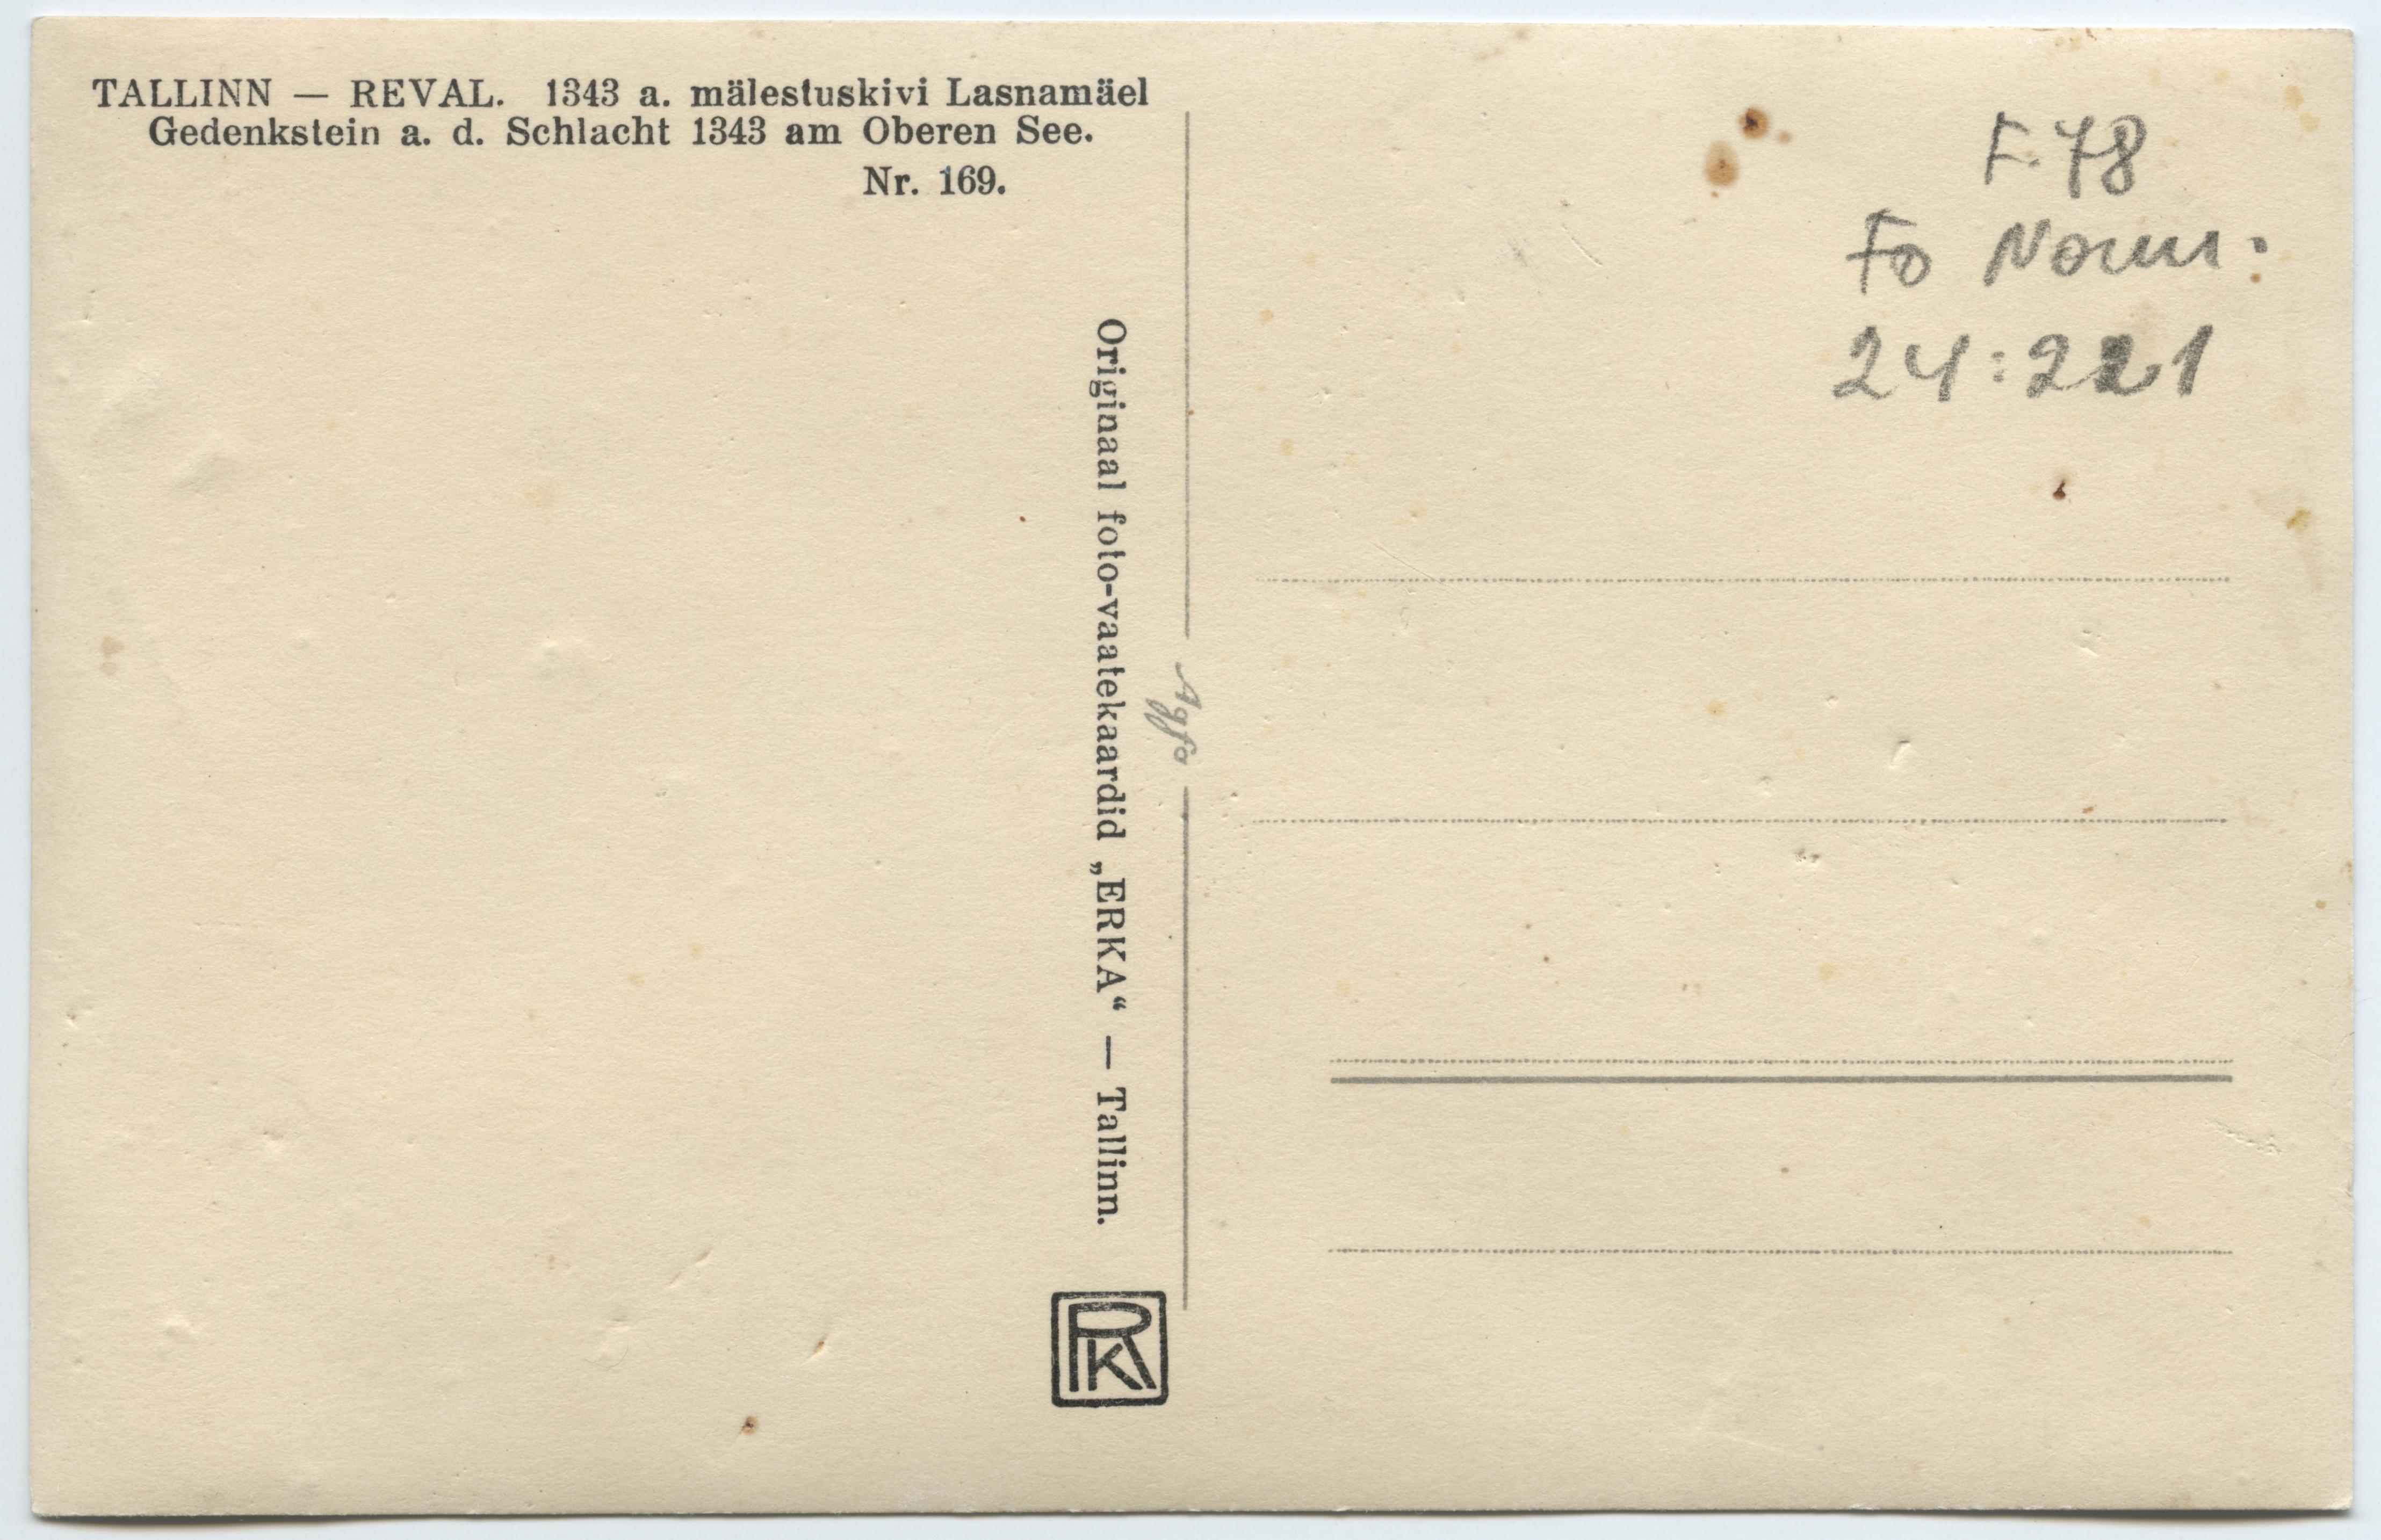 TALLINN — REVAL. 1343 a. mälestuskivi Lasnamäel
Gedenkstein a. d. Schlacht 1343 am Oberen See.
Nr. 169.
Originaal foto-vaatekaardid „ERKA“ — Tallinn.
Agfa
RK
F. 78
Fo
24:221